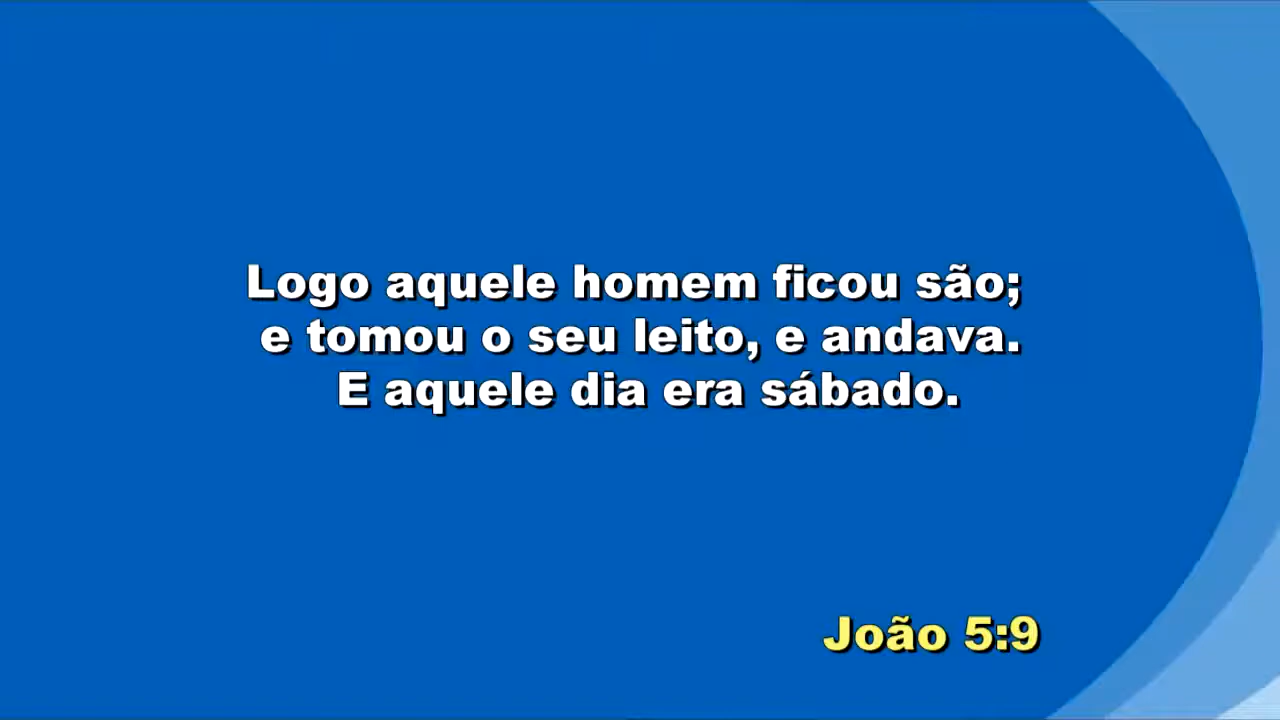 Logo aquele homem ficou são;
e tomou o seu leito, e andava.
E aquele dia era sábado.
João 5:9